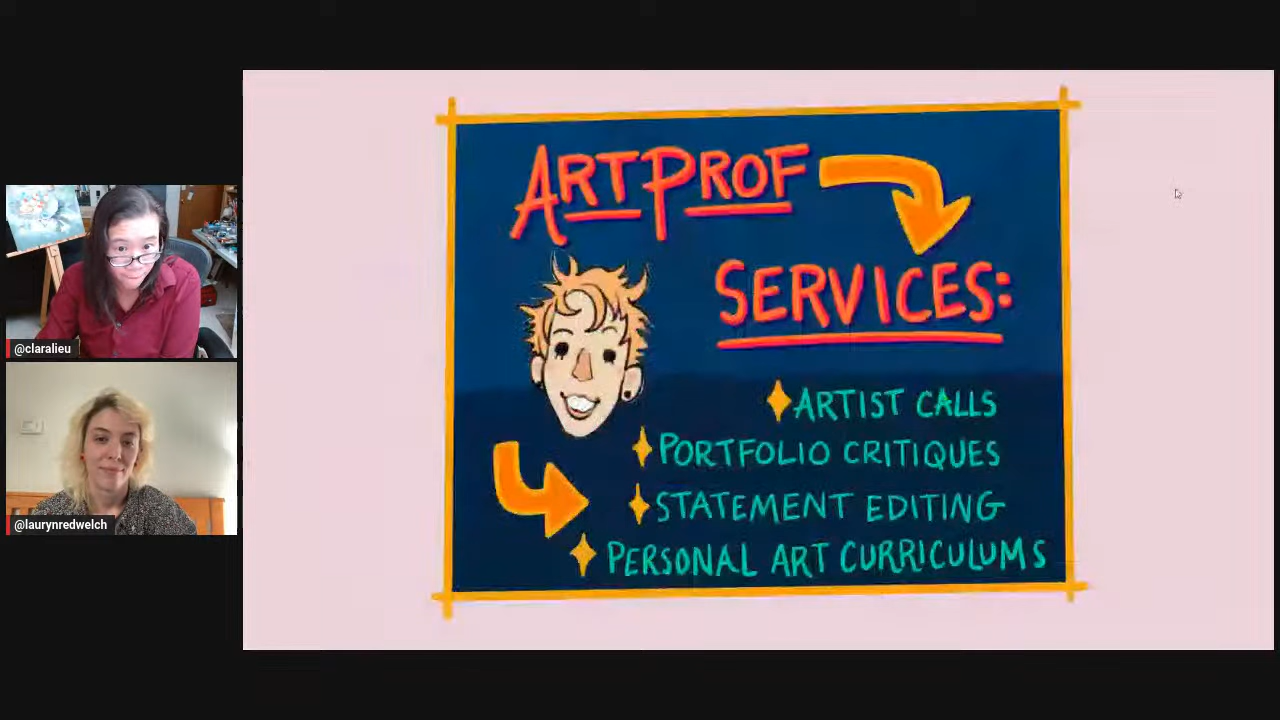 ARTPROF
SERVICES:
ARTIST CALLS
PORTFOLIO CRITIQUES
STATEMENT EDITING
PERSONAL ART CURRICULUMS
@claralieu
@laurynredwelch